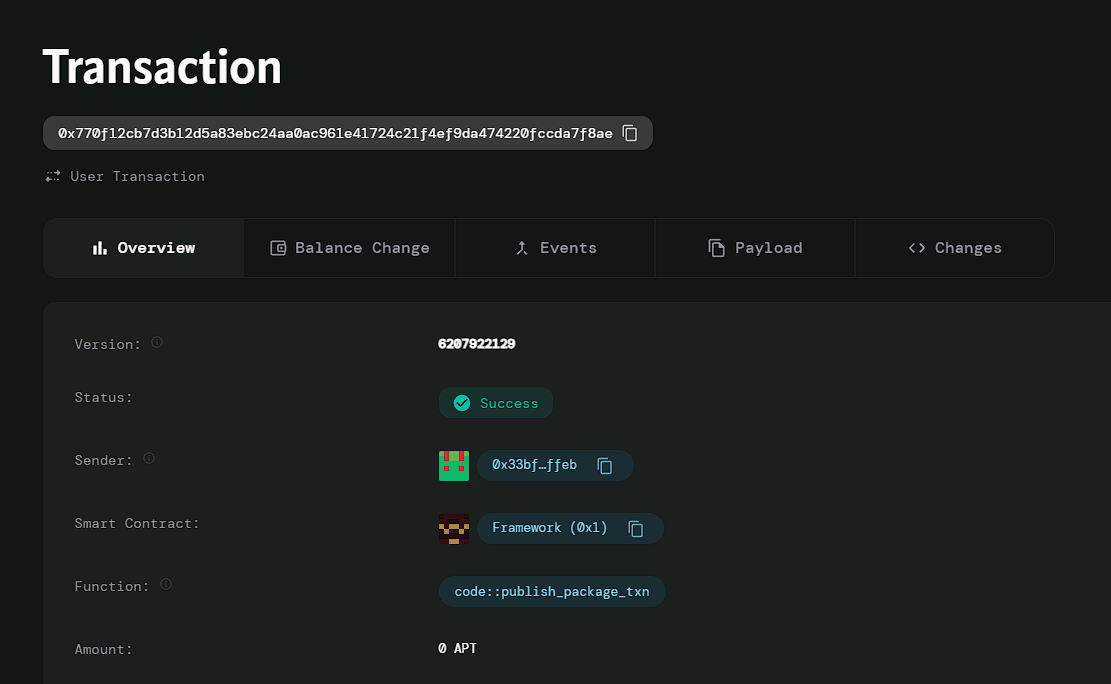 Transaction
0x770f12cb7d3b12d5a83ebc24aa0ac961e41724c21f4ef9da474220fccda7f8ae
User Transaction
Overview Balance Change Events Payload Changes
Version: 6207922129
Status: Success
Sender: 0x33bf…ffeb
Smart Contract: Framework (0x1)
Function: code::publish_package_txn
Amount: 0 APT